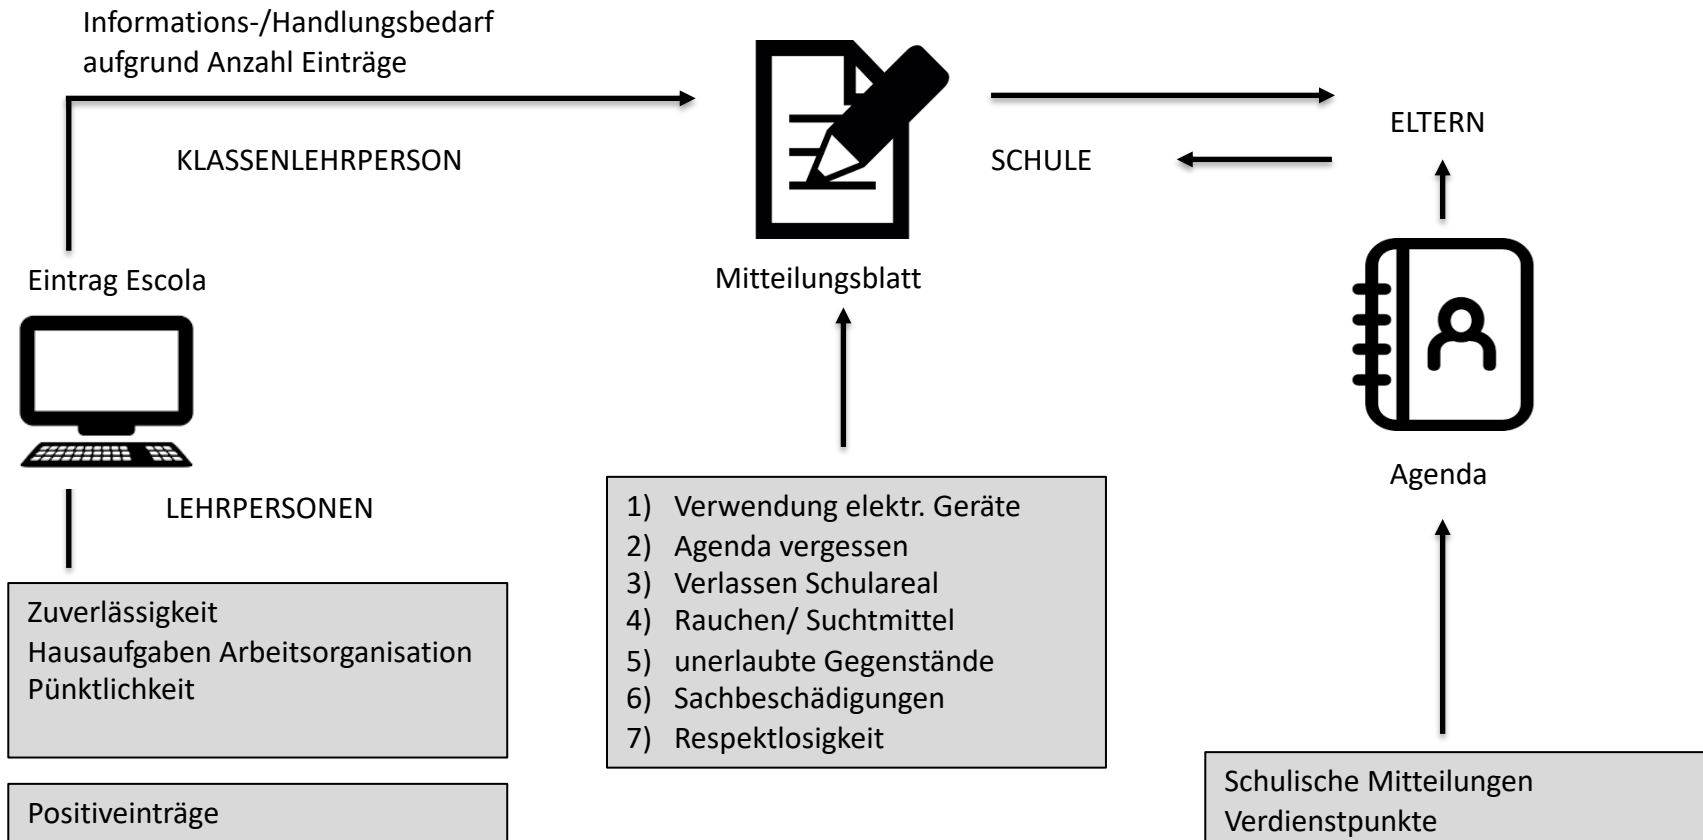 Informations-/Handlungsbedarf
aufgrund Anzahl Einträge
KLASSENLEHRPERSON
SCHULE
ELTERN
Eintrag Escola
Mitteilungsblatt
Agenda
LEHRPERSONEN
Zuverlässigkeit
Hausaufgaben Arbeitsorganisation
Pünktlichkeit
Positiveinträge
1) Verwendung elektr. Geräte
2) Agenda vergessen
3) Verlassen Schulareal
4) Rauchen/ Suchtmittel
5) unerlaubte Gegenstände
6) Sachbeschädigungen
7) Respektlosigkeit
Schulische Mitteilungen
Verdienstpunkte